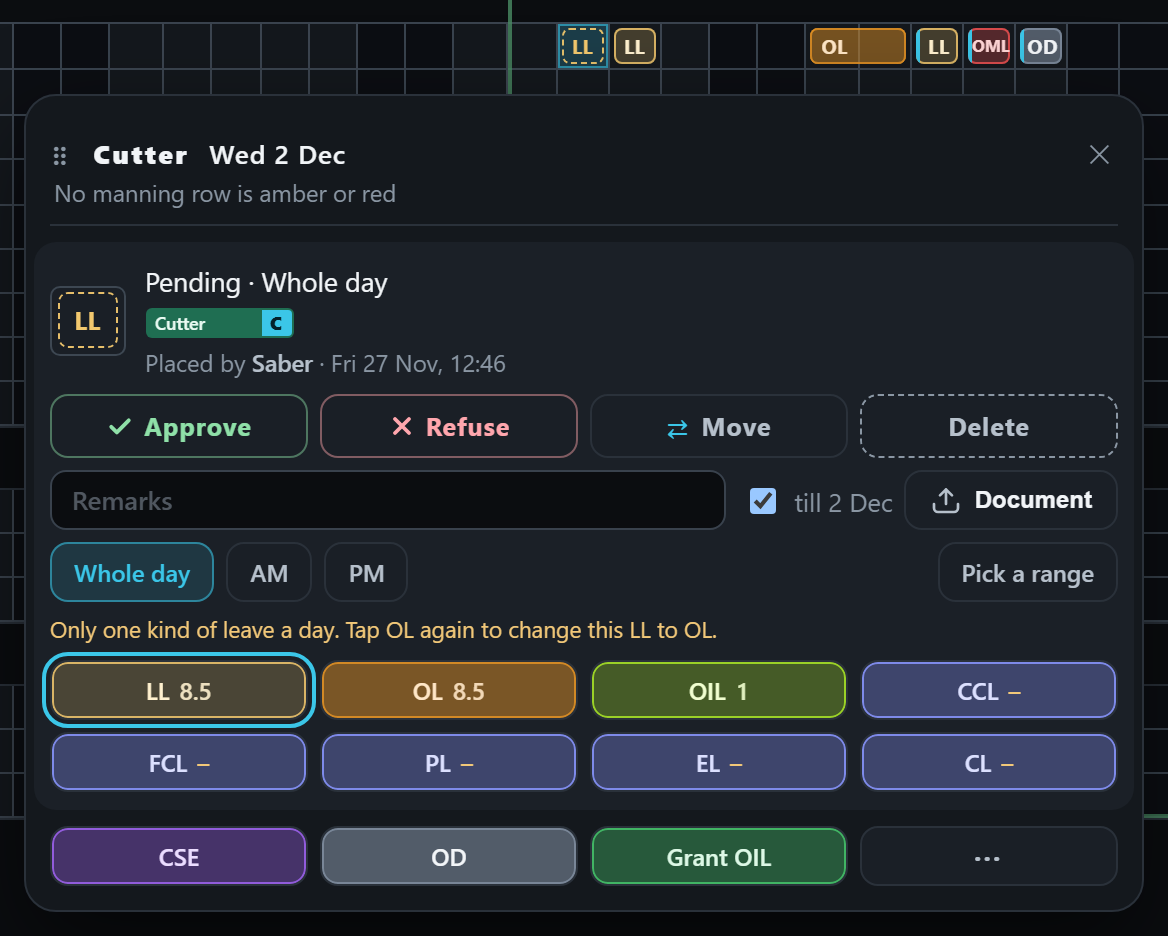 LL LL OL LL OML OD
Cutter Wed 2 Dec
No manning row is amber or red
LL
Pending · Whole day
Cutter C
Placed by Saber · Fri 27 Nov, 12:46
Approve Refuse Move Delete
Remarks till 2 Dec Document
Whole day AM PM Pick a range
Only one kind of leave a day. Tap OL again to change this LL to OL.
LL 8.5 OL 8.5 OIL 1 CCL –
FCL – PL – EL – CL –
CSE OD Grant OIL ...